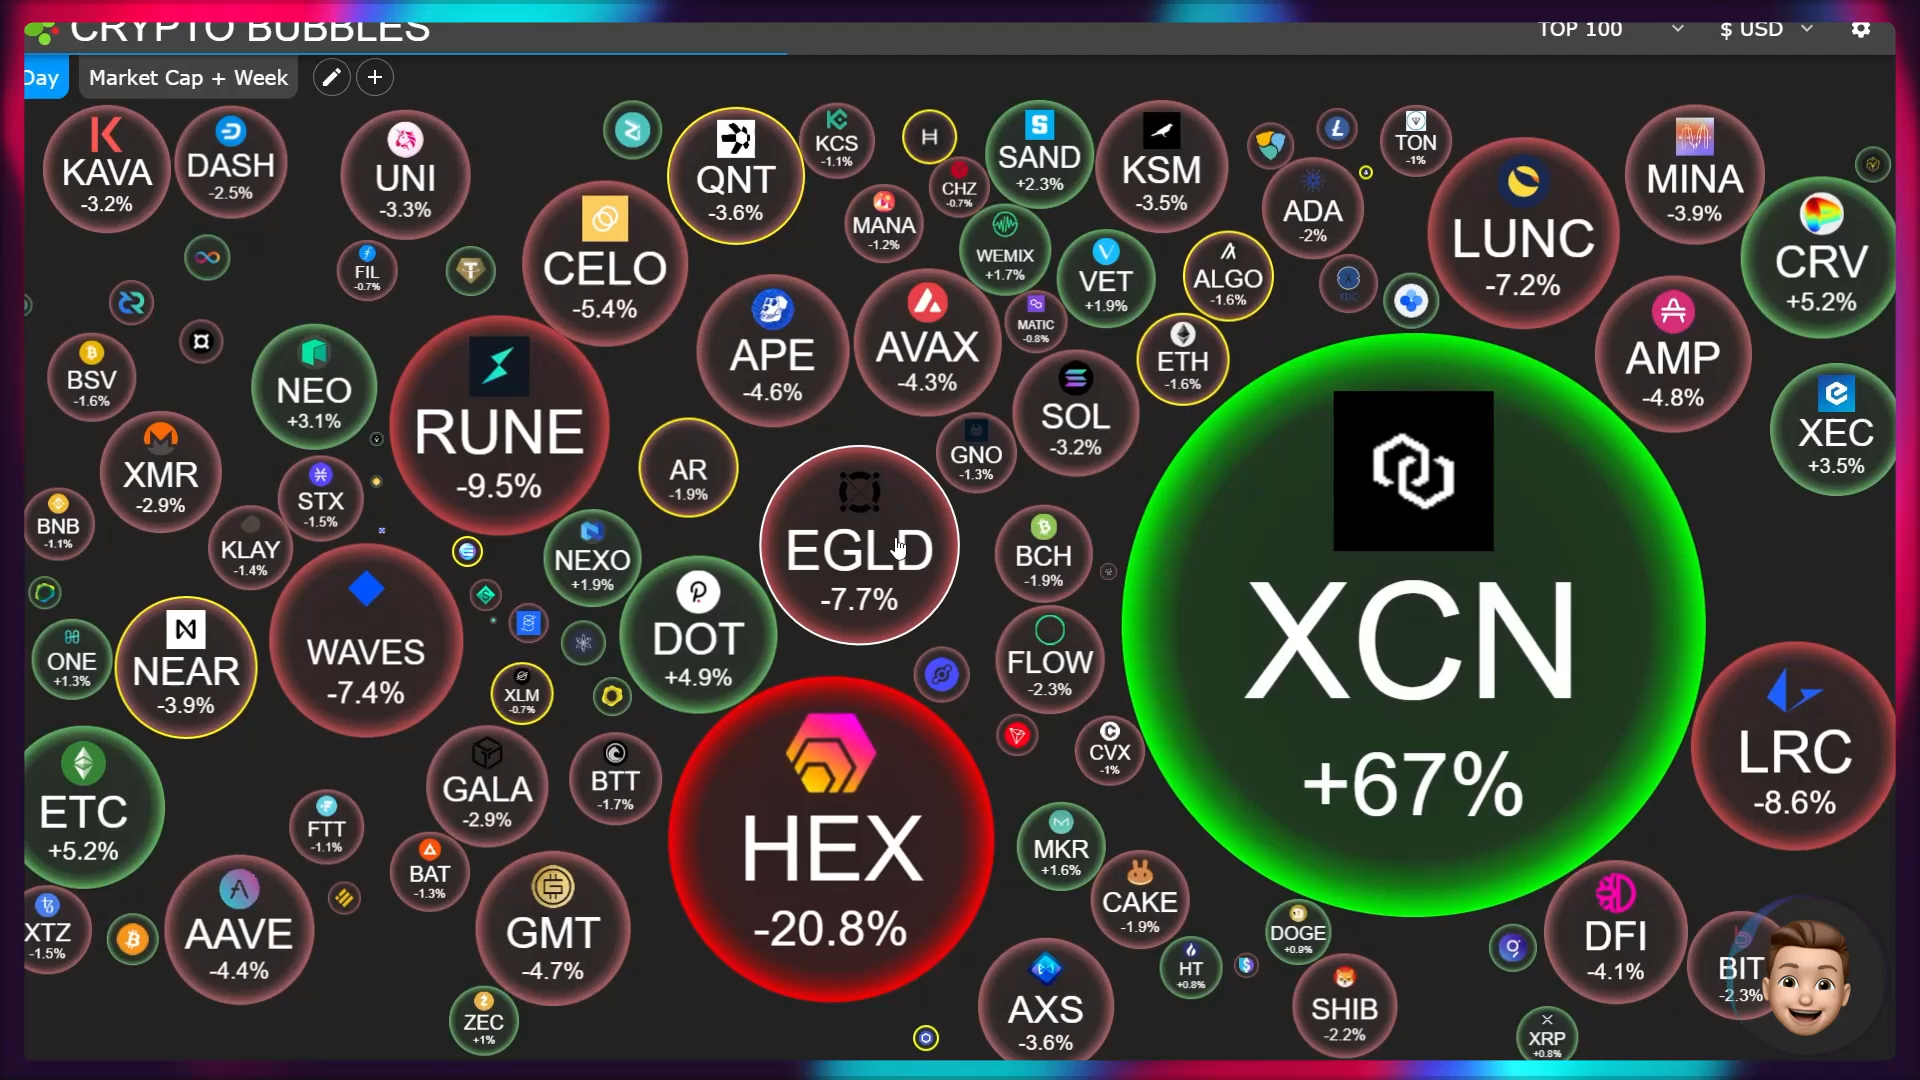 CRYPTO BUBBLES
TOP 100
$ USD
Day
Market Cap + Week
KAVA
-3.2%
DASH
-2.5%
UNI
-3.3%
QNT
-3.6%
KCS
-1.1%
CHZ
-0.7%
SAND
+2.3%
KSM
-3.5%
TON
-1%
MINA
-3.9%
LUNC
-7.2%
ADA
-2%
MANA
-1.2%
WEMIX
+1.7%
VET
+1.9%
ALGO
-1.6%
CRV
+5.2%
CELO
-5.4%
FIL
-0.7%
XDC
MATIC
-0.8%
APE
-4.6%
AVAX
-4.3%
ETH
-1.6%
AMP
-4.8%
BSV
-1.6%
NEO
+3.1%
SOL
-3.2%
XEC
+3.5%
RUNE
-9.5%
XMR
-2.9%
STX
-1.5%
AR
-1.9%
GNO
-1.3%
BNB
-1.1%
KLAY
-1.4%
NEXO
+1.9%
EGLD
-7.7%
BCH
-1.9%
XCN
+67%
ONE
+1.3%
NEAR
-3.9%
WAVES
-7.4%
XLM
-0.7%
DOT
+4.9%
FLOW
-2.3%
CVX
-1%
LRC
-8.6%
ETC
+5.2%
GALA
-2.9%
BTT
-1.7%
FTT
-1.1%
BAT
-1.3%
HEX
-20.8%
MKR
+1.6%
CAKE
-1.9%
XTZ
-1.5%
AAVE
-4.4%
GMT
-4.7%
DOGE
+0.9%
DFI
-4.1%
BIT
-2.3%
HT
+0.8%
AXS
-3.6%
SHIB
-2.2%
ZEC
+1%
XRP
+0.8%